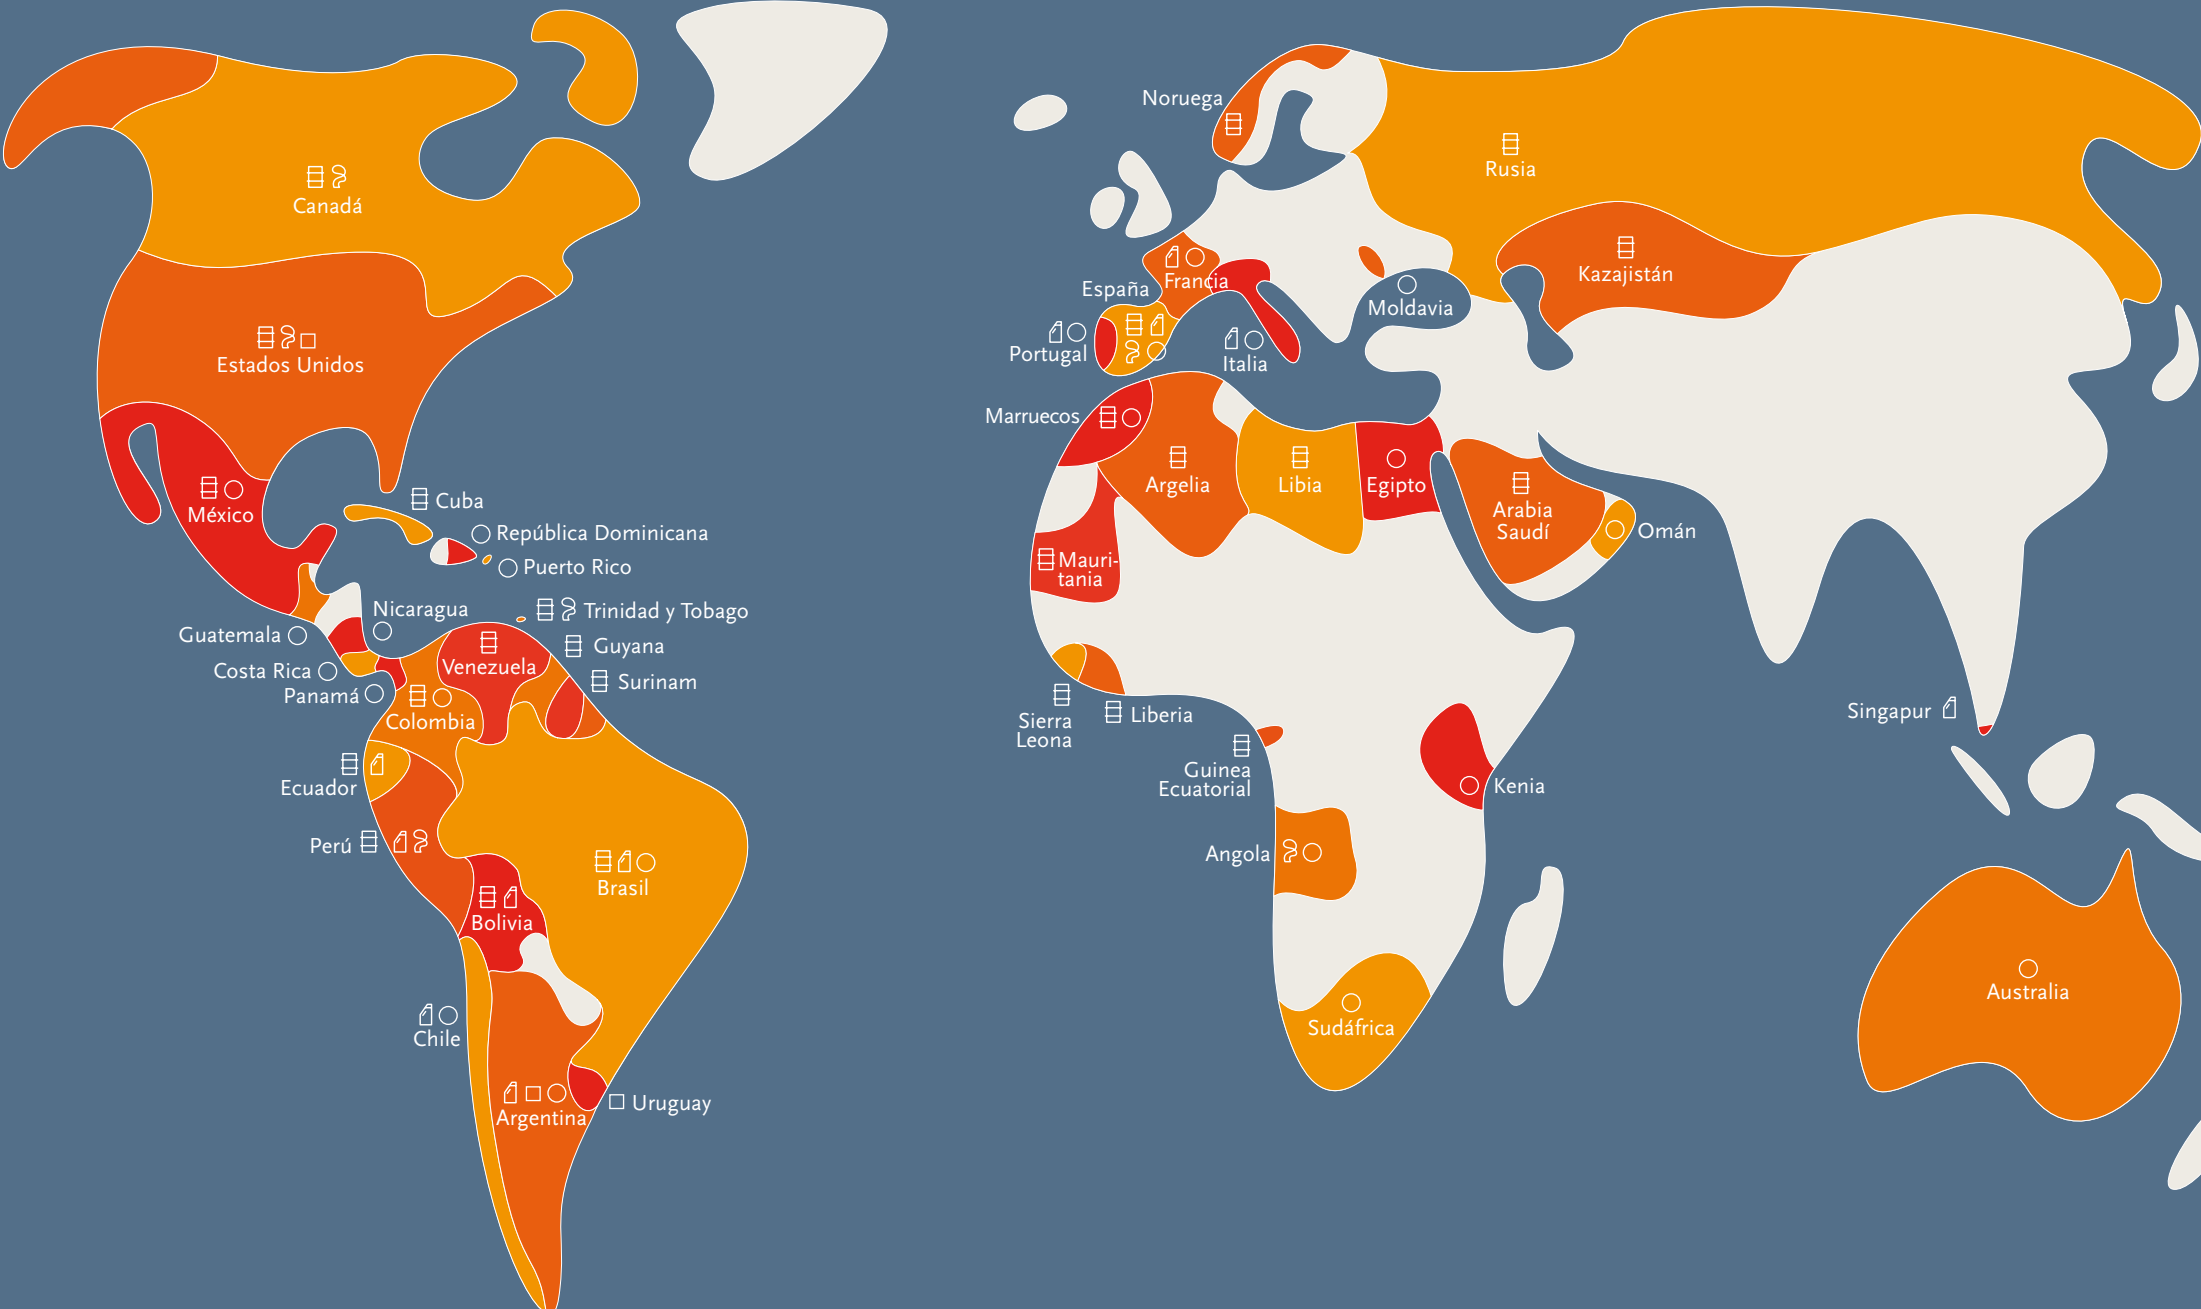 Noruega
Rusia
Canadá
Kazajistán
España
Francia
Moldavia
Portugal
Italia
Estados Unidos
Marruecos
México
Cuba
Argelia
Libia
Egipto
Arabia
Saudí
Omán
República Dominicana
Puerto Rico
Mauri-
tania
Nicaragua
Trinidad y Tobago
Guatemala
Guyana
Venezuela
Costa Rica
Surinam
Panamá
Colombia
Sierra
Leona
Liberia
Singapur
Ecuador
Guinea
Ecuatorial
Kenia
Perú
Angola
Brasil
Bolivia
Australia
Chile
Sudáfrica
Argentina
Uruguay